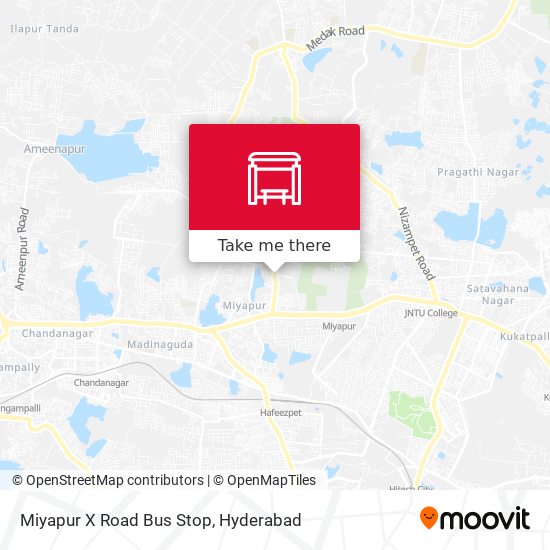 Ilapur Tanda
Medak Road
Ameenapur
Pragathi Nagar
Ameenpur Road
Nizampet Road
Take me there
Satavahana
Nagar
Miyapur
JNTU College
Miyapur
Chandanagar
Madinaguda
Kukatpall
ampally
Chandanagar
ngampalli
Hafeezpet
Hitech City
© OpenStreetMap contributors | © OpenMapTiles
Miyapur X Road Bus Stop, Hyderabad
moovit